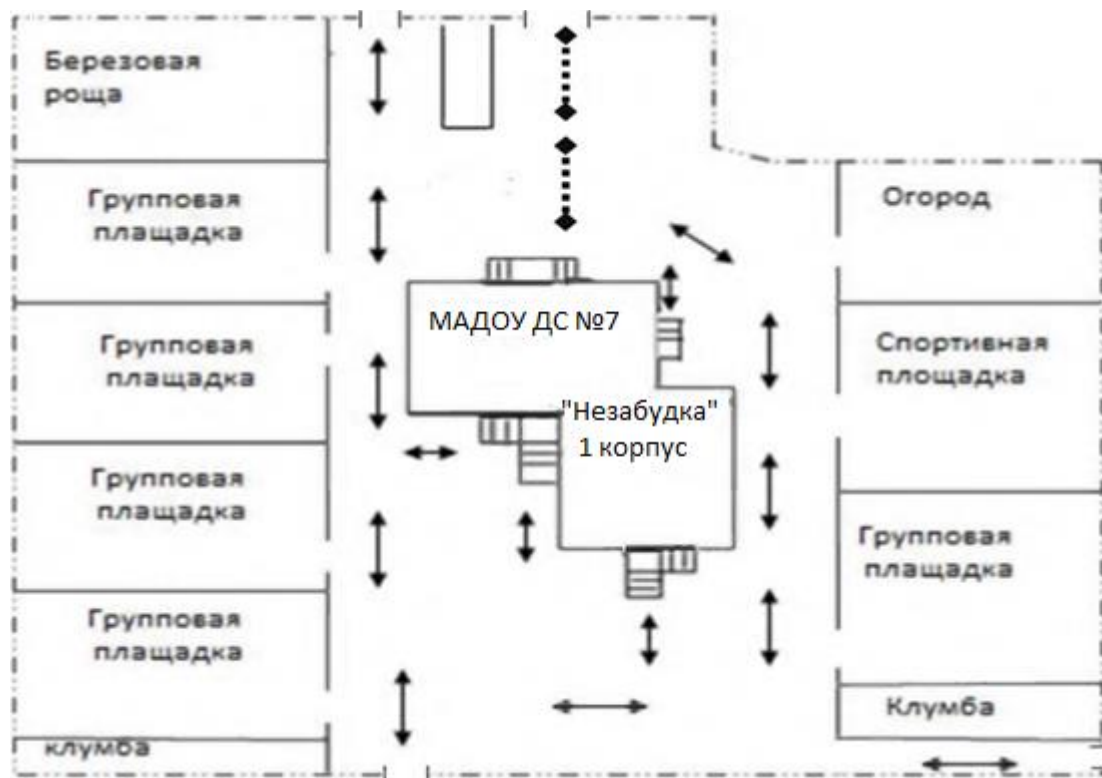 Березовая
роща
Групповая
плащадка
Групповая
плащадка
Групповая
плащадка
Групповая
плащадка
клумба
МАДОУ ДС №7
"Незабудка"
1 корпус
Огород
Спортивная
площадка
Групповая
плащадка
Клумба